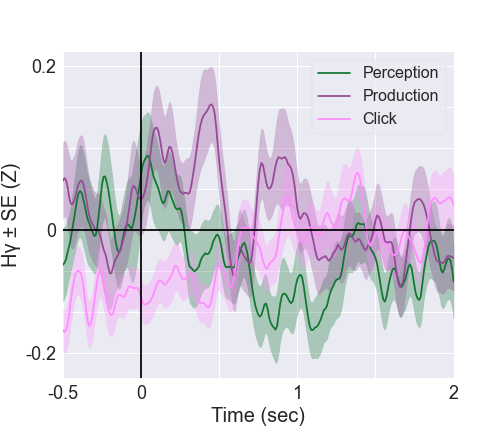 0.2
0
-0.2
Hγ ± SE (Z)
Perception
Production
Click
-0.5
0
1
2
Time (sec)